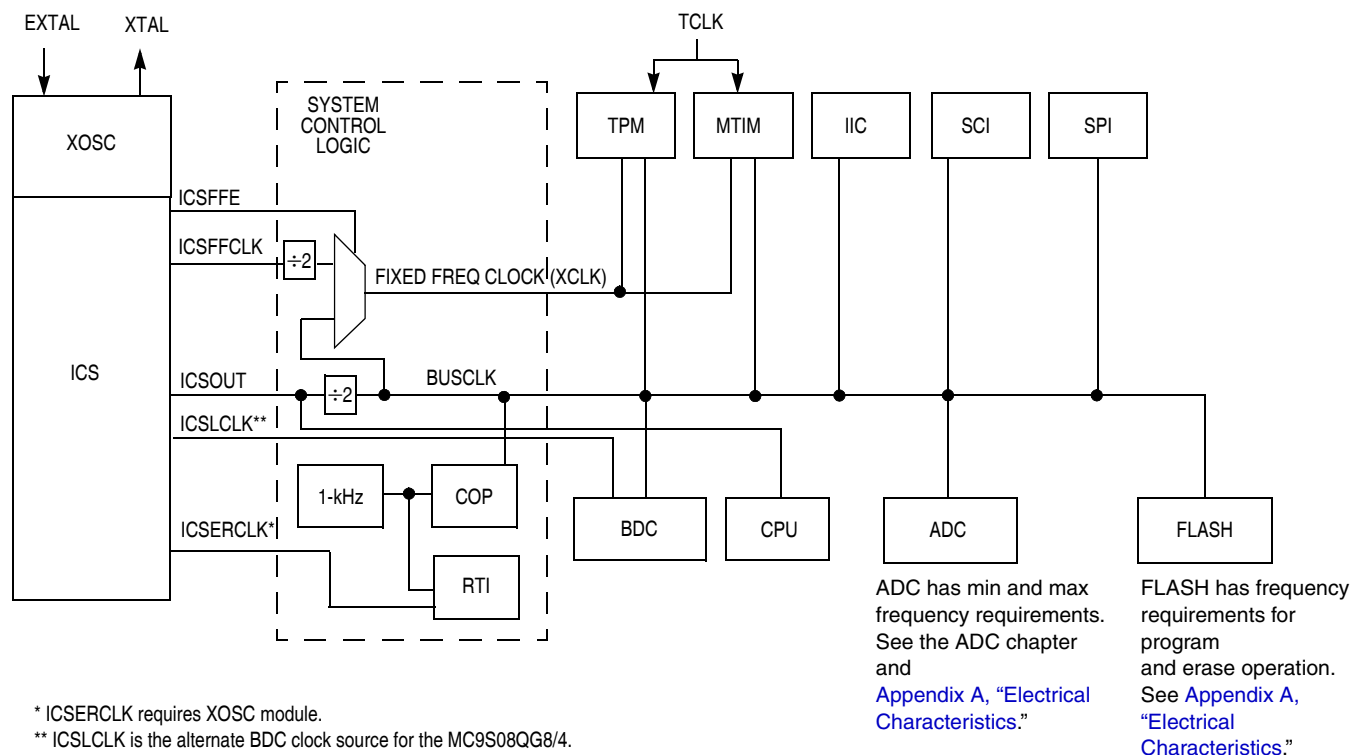 EXTAL XTAL TCLK
XOSC
SYSTEM
CONTROL
LOGIC
TPM MTIM IIC SCI SPI
ICSFFE
ICSFFCLK
÷2
FIXED FREQ CLOCK (XCLK)
ICS
ICSOUT
÷2
BUSCLK
ICSLCLK**
1-kHz COP
ICSERCLK*
RTI
BDC CPU ADC FLASH
ADC has min and max
frequency requirements.
See the ADC chapter
and
Appendix A, “Electrical
Characteristics.”
FLASH has frequency
requirements for
program
and erase operation.
See Appendix A,
“Electrical
Characteristics.”
* ICSERCLK requires XOSC module.
** ICSLCLK is the alternate BDC clock source for the MC9S08QG8/4.